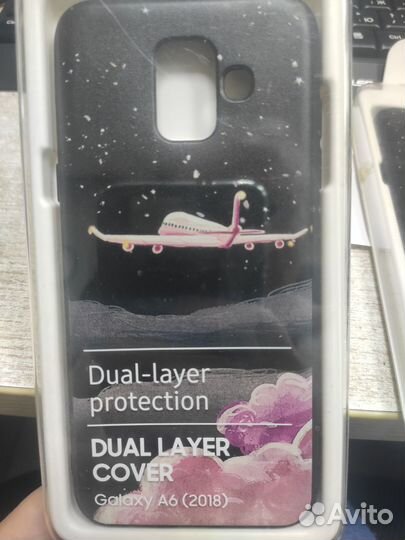 Dual-layer
protection
DUAL LAYER
COVER
Galaxy A6 (2018)
Avito